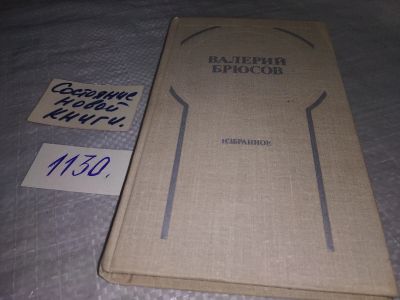 Состояние
новой
книги.
1130.
ВАЛЕРИЙ
БРЮСОВ
ИЗБРАННОЕ